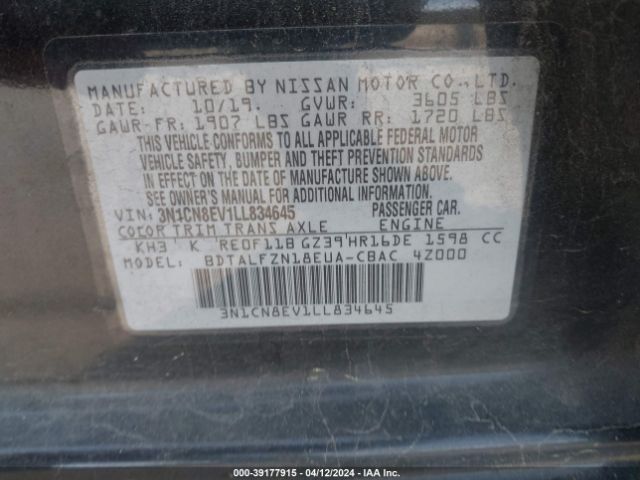 MANUFACTURED BY NISSAN MOTOR CO.,LTD.
DATE: 10/19. GVWR: 3605 LBS
GAWR-FR: 1907 LBS GAWR RR: 1720 LBS
THIS VEHICLE CONFORMS TO ALL APPLICABLE FEDERAL MOTOR
VEHICLE SAFETY, BUMPER AND THEFT PREVENTION STANDARDS
IN EFFECT ON THE DATE OF MANUFACTURE SHOWN ABOVE.
SEE OWNER'S MANUAL FOR ADDITIONAL INFORMATION.
VIN: 3N1CN8EV1LL834645 PASSENGER CAR.
COLOR TRIM TRANS AXLE ENGINE
KH3 K RE0F11B GZ39 HR16DE 1598 CC
MODEL: BDTALFZN18EUA-CBAC 4Z000
3N1CN8EV1LL834645
000-39177915 - 04/12/2024 - IAA Inc.